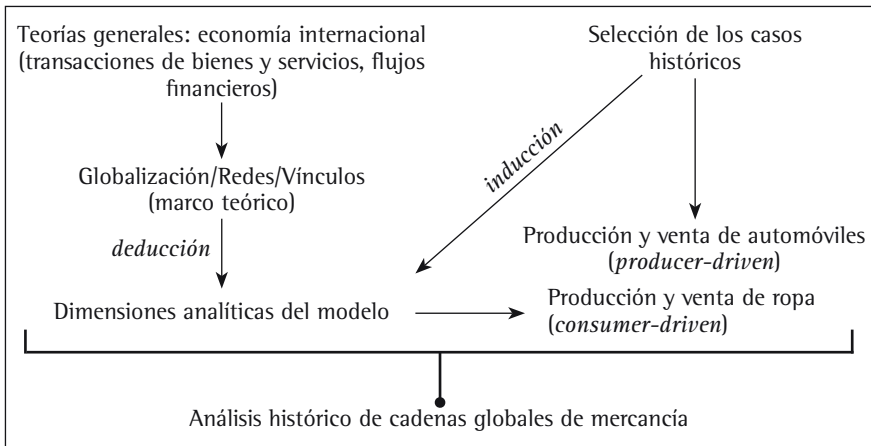 Teorías generales: economía internacional
(transacciones de bienes y servicios, flujos
financieros)
Selección de los casos
históricos
inducción
Globalización/Redes/Vínculos
(marco teórico)
deducción
Producción y venta de automóviles
(producer-driven)
Dimensiones analíticas del modelo
Producción y venta de ropa
(consumer-driven)
Análisis histórico de cadenas globales de mercancía